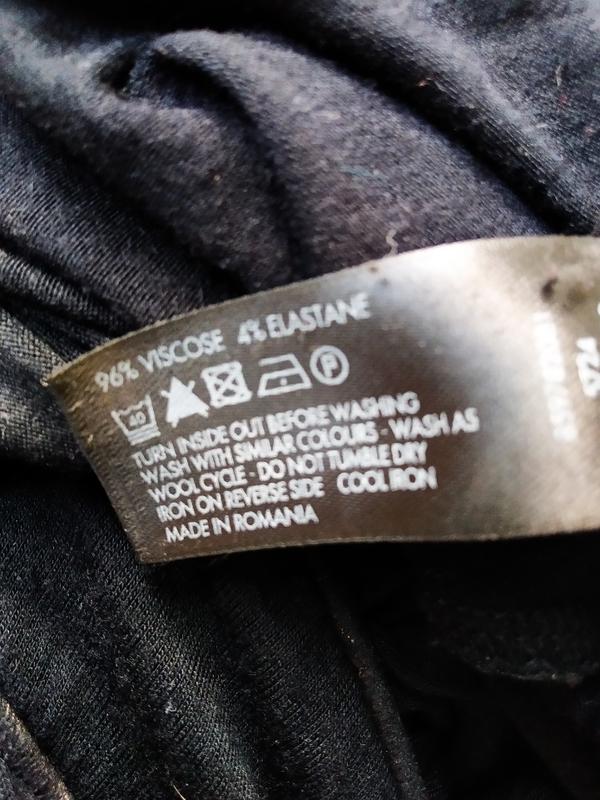 96% VISCOSE 4% ELASTANE
40 P
TURN INSIDE OUT BEFORE WASHING
WASH WITH SIMILAR COLOURS - WASH AS
WOOL CYCLE - DO NOT TUMBLE DRY
IRON ON REVERSE SIDE COOL IRON
MADE IN ROMANIA